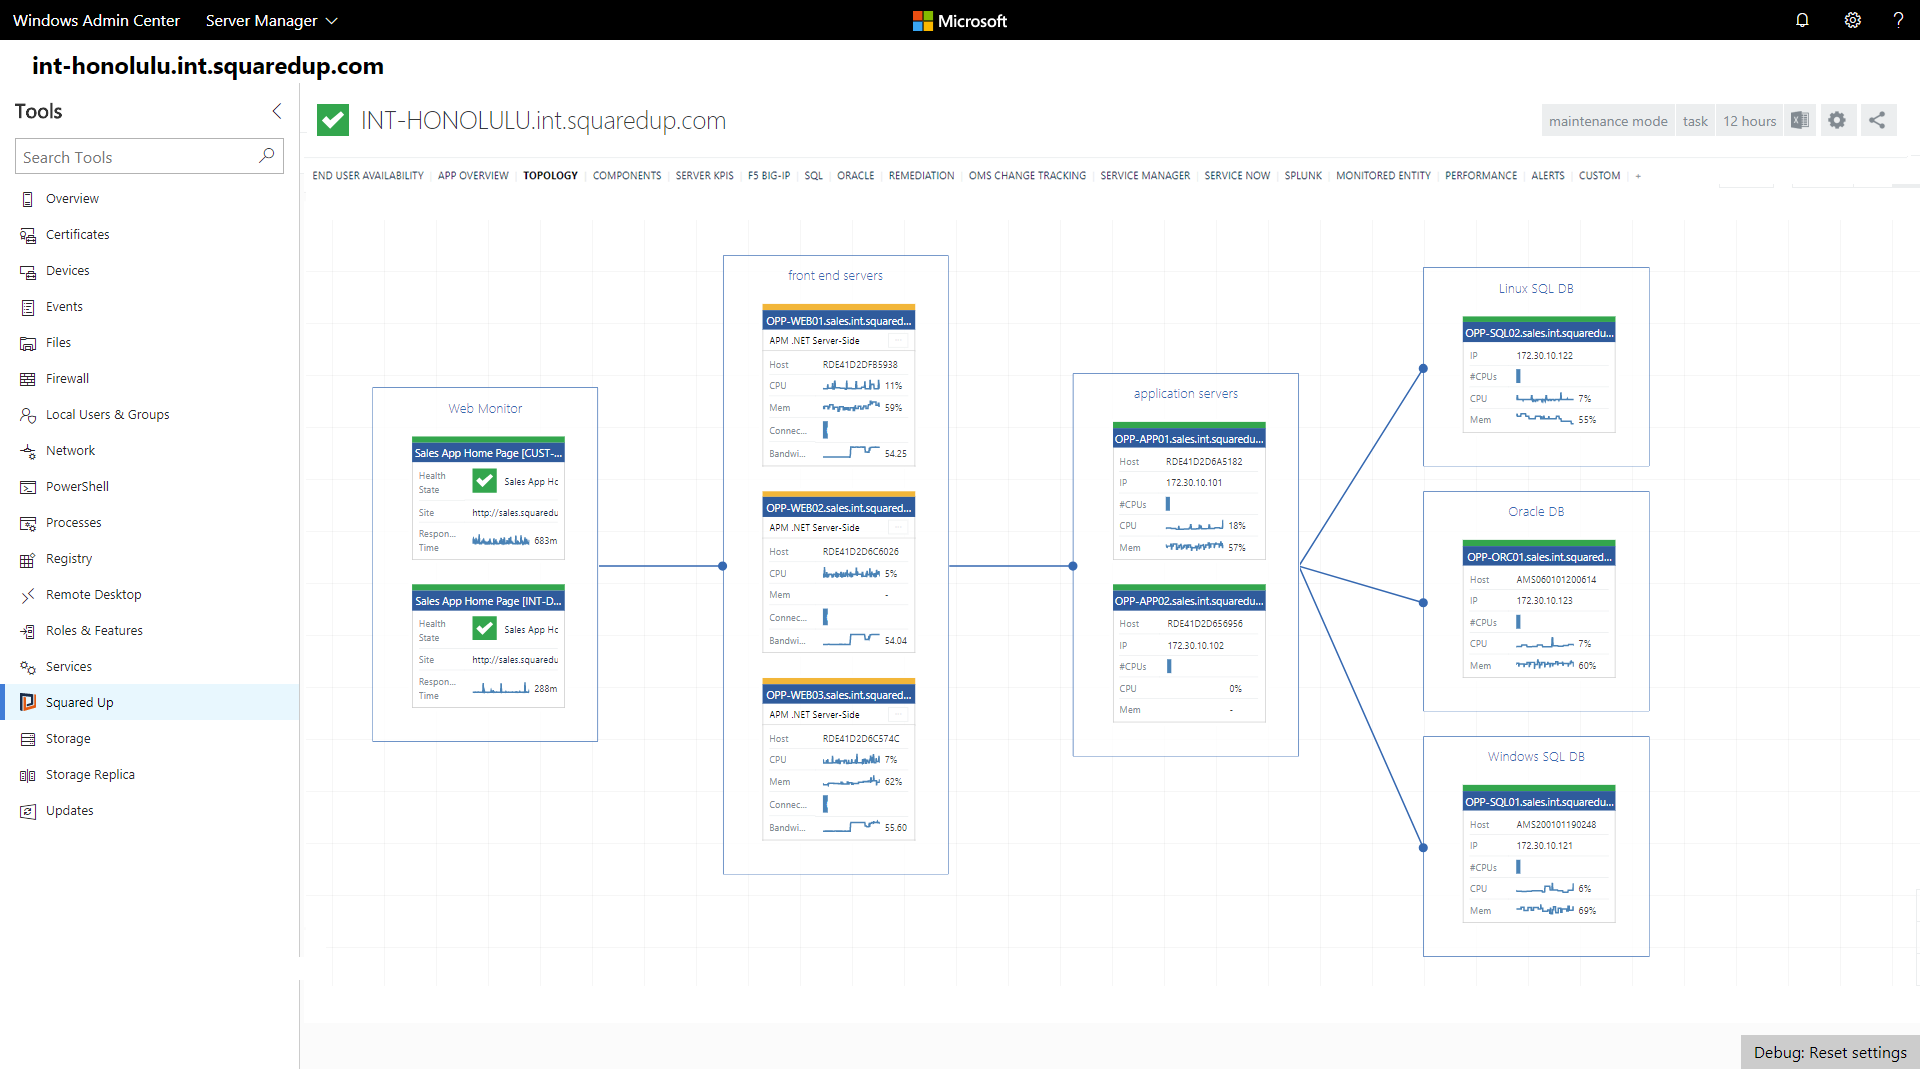 Windows Admin Center Server Manager
Microsoft
?
int-honolulu.int.squaredup.com
Tools
Search Tools
Overview
Certificates
Devices
Events
Files
Firewall
Local Users & Groups
Network
PowerShell
Processes
Registry
Remote Desktop
Roles & Features
Services
Squared Up
Storage
Storage Replica
Updates
INT-HONOLULU.int.squaredup.com
maintenance mode task 12 hours
END USER AVAILABILITY APP OVERVIEW TOPOLOGY COMPONENTS SERVER KPIS F5 BIG-IP SQL ORACLE REMEDIATION OMS CHANGE TRACKING SERVICE MANAGER SERVICE NOW SPLUNK MONITORED ENTITY PERFORMANCE ALERTS CUSTOM +
Web Monitor
Sales App Home Page [CUST-...
Health State Sales App Hc
Site http://sales.squaredu
Respon... Time 683m
Sales App Home Page [INT-D...
Health State Sales App Hc
Site http://sales.squaredu
Respon... Time 288m
front end servers
OPP-WEB01.sales.int.squared...
APM .NET Server-Side
Host RDE41D2DFB5938
CPU 11%
Mem 59%
Connec...
Bandwi... 54.25
OPP-WEB02.sales.int.squared...
APM .NET Server-Side
Host RDE41D2D6C6026
CPU 5%
Mem -
Connec...
Bandwi... 54.04
OPP-WEB03.sales.int.squared...
APM .NET Server-Side
Host RDE41D2D6C574C
CPU 7%
Mem 62%
Connec...
Bandwi... 55.60
application servers
OPP-APP01.sales.int.squaredu...
Host RDE41D2D6A5182
IP 172.30.10.101
#CPUs
CPU 18%
Mem 57%
OPP-APP02.sales.int.squaredu...
Host RDE41D2D656956
IP 172.30.10.102
#CPUs
CPU 0%
Mem -
Linux SQL DB
OPP-SQL02.sales.int.squaredu...
IP 172.30.10.122
#CPUs
CPU 7%
Mem 55%
Oracle DB
OPP-ORC01.sales.int.squared...
Host AMS060101200614
IP 172.30.10.123
#CPUs
CPU 7%
Mem 60%
Windows SQL DB
OPP-SQL01.sales.int.squaredu...
Host AMS200101190248
IP 172.30.10.121
#CPUs
CPU 6%
Mem 69%
Debug: Reset settings